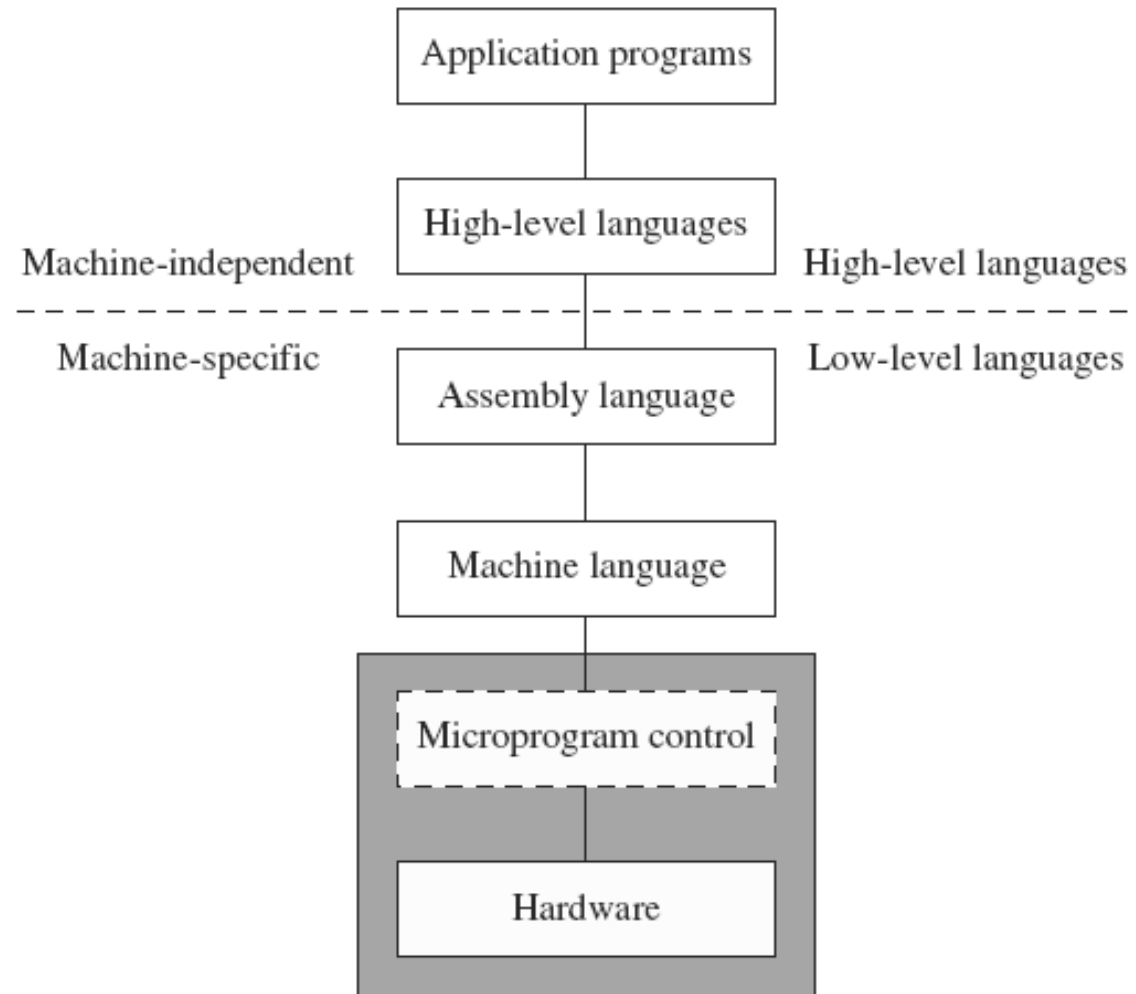 Application programs
High-level languages
Machine-independent
High-level languages
Machine-specific
Low-level languages
Assembly language
Machine language
Microprogram control
Hardware